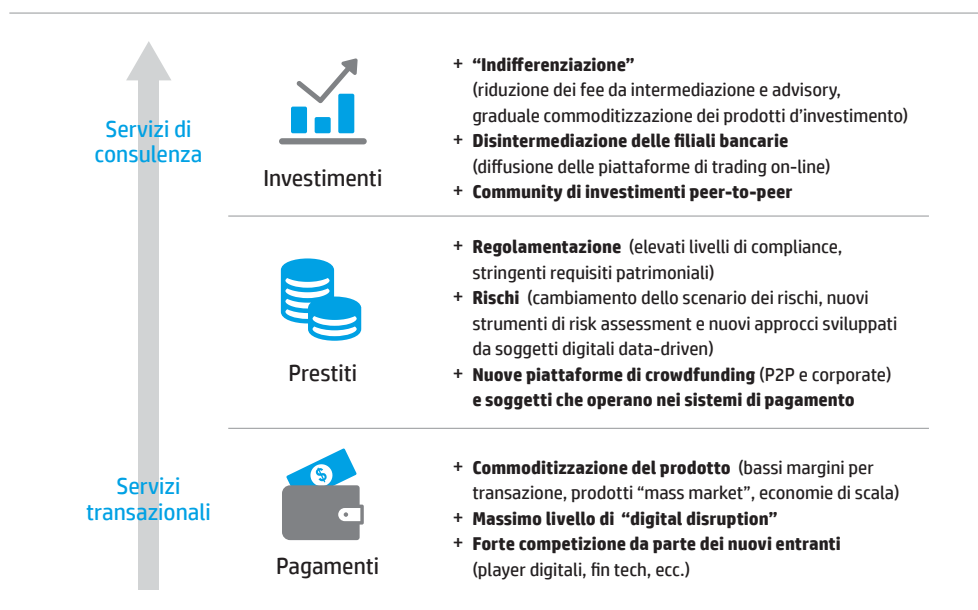 Servizi di
consulenza
Investimenti
+ “Indifferenziazione”
(riduzione dei fee da intermediazione e advisory,
graduale commoditizzazione dei prodotti d’investimento)
+ Disintermediazione delle filiali bancarie
(diffusione delle piattaforme di trading on-line)
+ Community di investimenti peer-to-peer
Prestiti
+ Regolamentazione (elevati livelli di compliance,
stringenti requisiti patrimoniali)
+ Rischi (cambiamento dello scenario dei rischi, nuovi
strumenti di risk assessment e nuovi approcci sviluppati
da soggetti digitali data-driven)
+ Nuove piattaforme di crowdfunding (P2P e corporate)
e soggetti che operano nei sistemi di pagamento
Servizi
transazionali
$
Pagamenti
+ Commoditizzazione del prodotto (bassi margini per
transazione, prodotti “mass market”, economie di scala)
+ Massimo livello di “digital disruption”
+ Forte competizione da parte dei nuovi entranti
(player digitali, fin tech, ecc.)